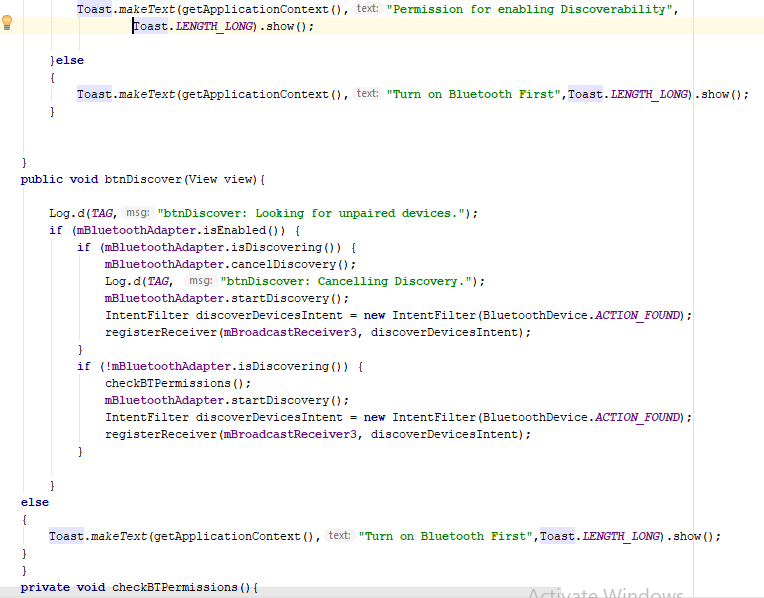 Toast.makeText(getApplicationContext(), text: "Permission for enabling Discoverability",
Toast.LENGTH_LONG).show();
}else
{
Toast.makeText(getApplicationContext(), text: "Turn on Bluetooth First",Toast.LENGTH_LONG).show();
}
}
public void btnDiscover(View view){
Log.d(TAG, msg: "btnDiscover: Looking for unpaired devices.");
if (mBluetoothAdapter.isEnabled()) {
if (mBluetoothAdapter.isDiscovering()) {
mBluetoothAdapter.cancelDiscovery();
Log.d(TAG, msg: "btnDiscover: Cancelling Discovery.");
mBluetoothAdapter.startDiscovery();
IntentFilter discoverDevicesIntent = new IntentFilter(BluetoothDevice.ACTION_FOUND);
registerReceiver(mBroadcastReceiver3, discoverDevicesIntent);
}
if (!mBluetoothAdapter.isDiscovering()) {
checkBTPermissions();
mBluetoothAdapter.startDiscovery();
IntentFilter discoverDevicesIntent = new IntentFilter(BluetoothDevice.ACTION_FOUND);
registerReceiver(mBroadcastReceiver3, discoverDevicesIntent);
}
}
else
{
Toast.makeText(getApplicationContext(), text: "Turn on Bluetooth First",Toast.LENGTH_LONG).show();
}
}
private void checkBTPermissions(){
Activate Windows